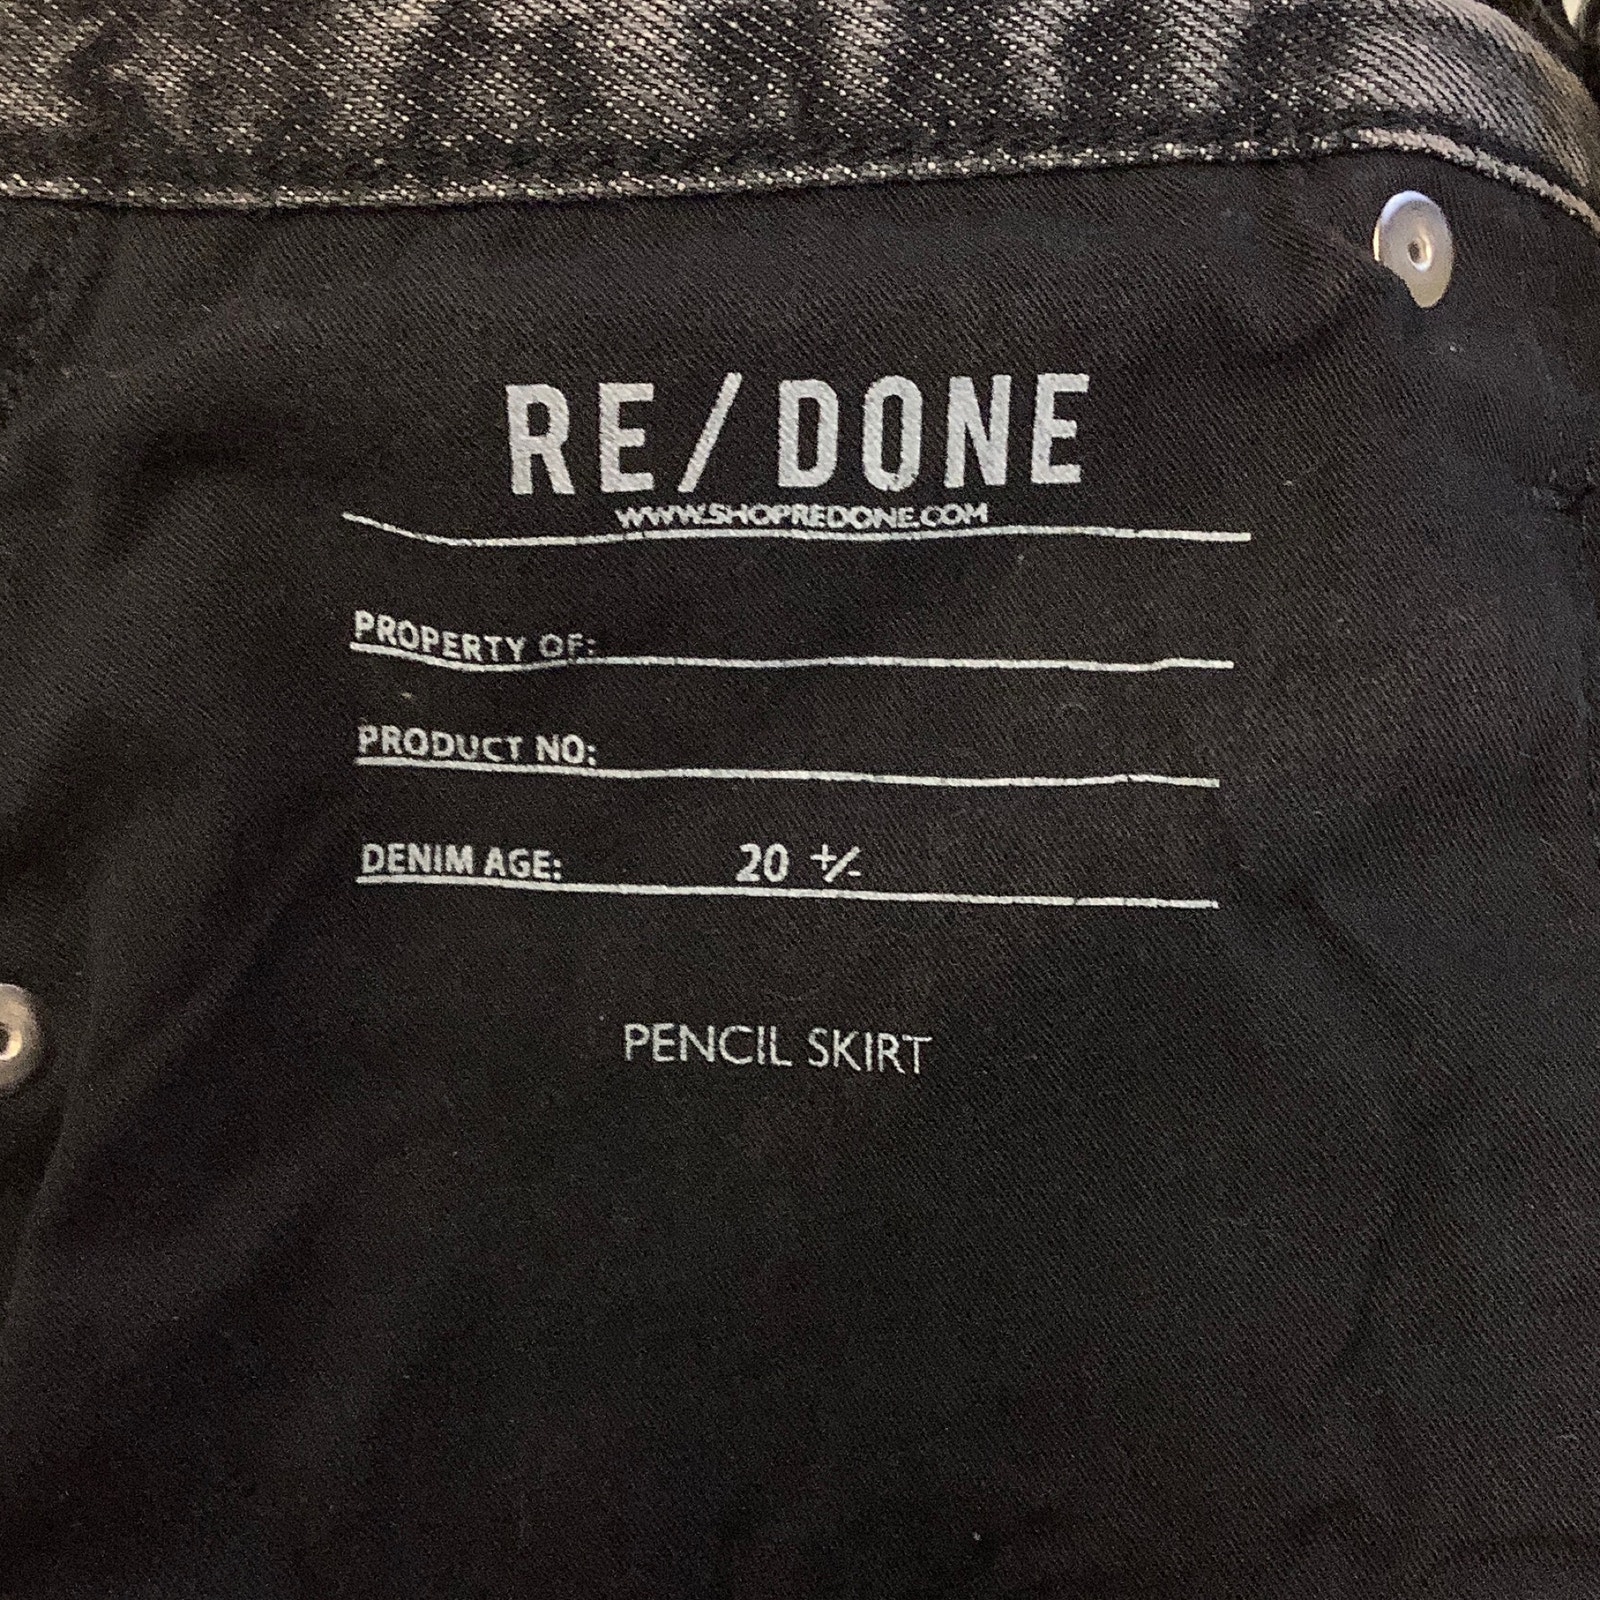 RE/DONE
WWW.SHOPREDONE.COM
PROPERTY OF:
PRODUCT NO:
DENIM AGE: 20 +/-
PENCIL SKIRT